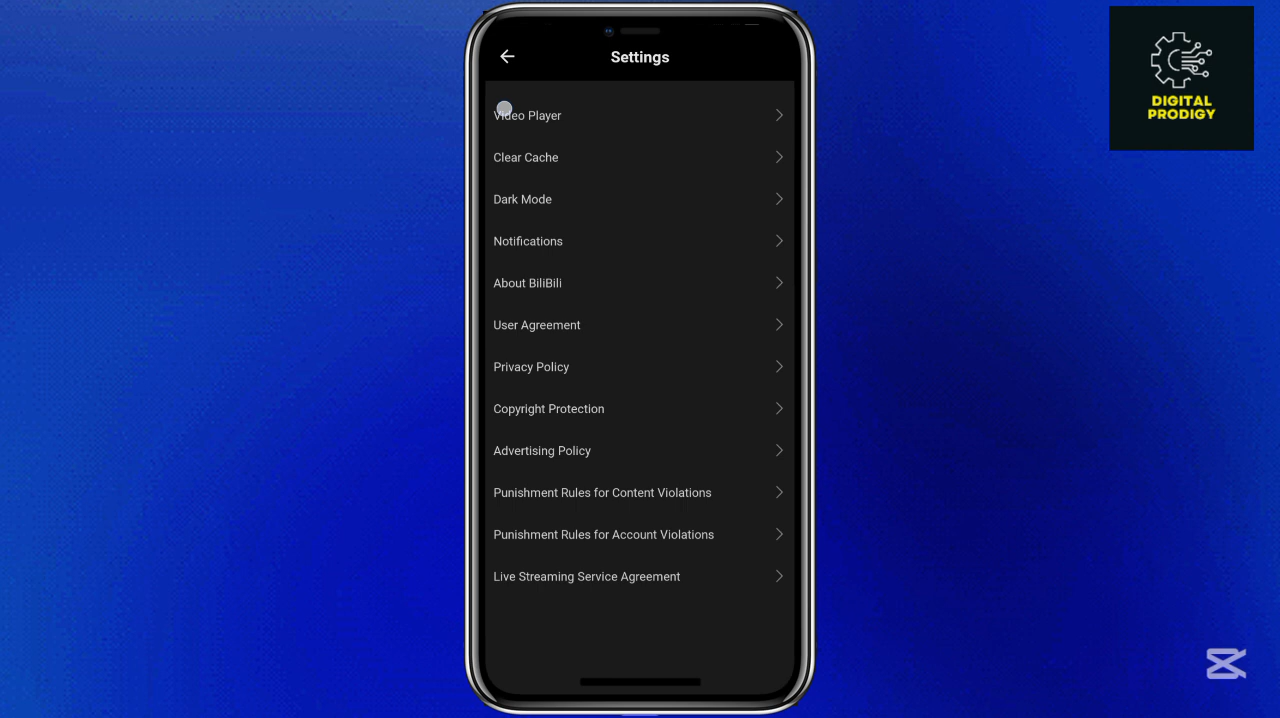 Settings
DIGITAL
PRODIGY
Video Player
Clear Cache
Dark Mode
Notifications
About BiliBili
User Agreement
Privacy Policy
Copyright Protection
Advertising Policy
Punishment Rules for Content Violations
Punishment Rules for Account Violations
Live Streaming Service Agreement